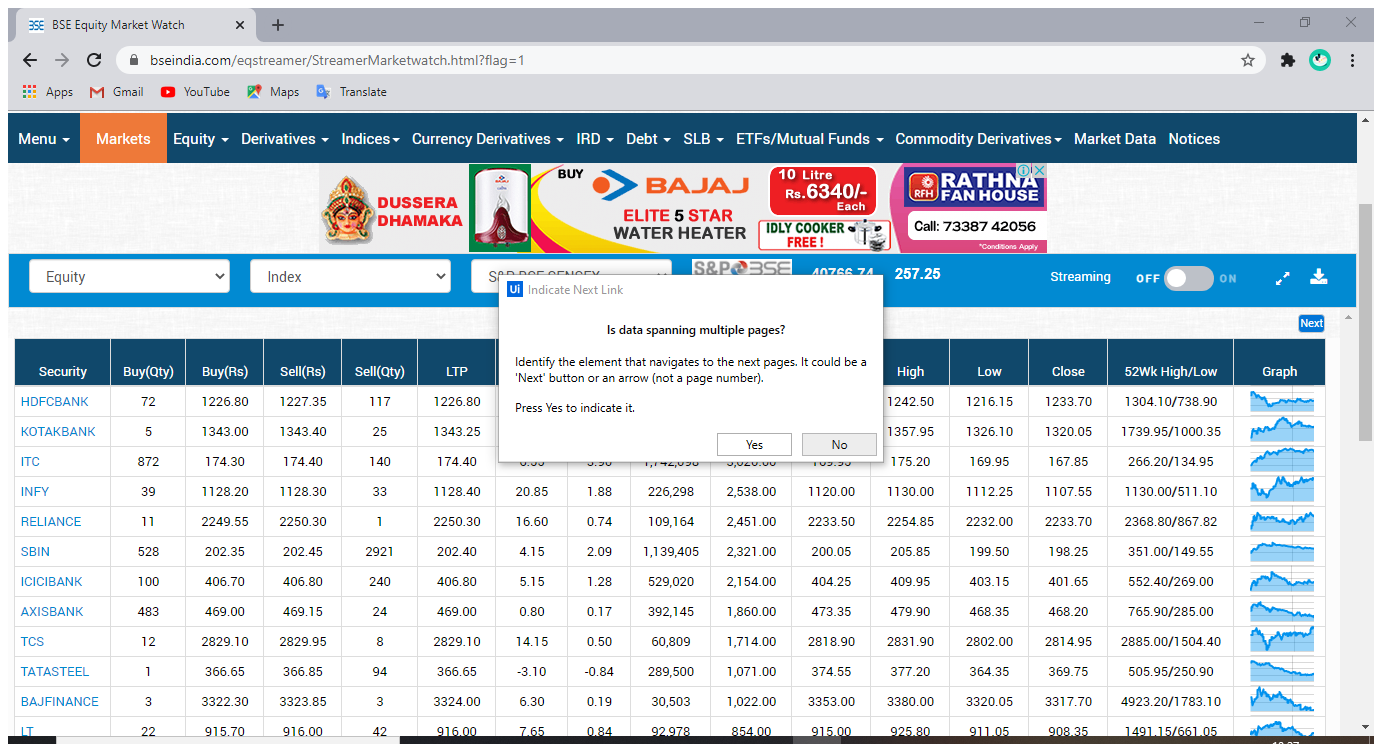 BSE BSE Equity Market Watch
bseindia.com/eqstreamer/StreamerMarketwatch.html?flag=1
Apps Gmail YouTube Maps Translate
Menu Markets Equity Derivatives Indices Currency Derivatives IRD Debt SLB ETFs/Mutual Funds Commodity Derivatives Market Data Notices
DUSSERA
DHAMAKA
BUY BAJAJ
ELITE 5 STAR
WATER HEATER
10 Litre
Rs.6340/-
Each
IDLY COOKER
FREE !
RFH RATHNA
FAN HOUSE
Call: 73387 42056
*Conditions Apply
Equity Index S&P BSE SENSEX S&P BSE 40766.74 257.25 Streaming OFF ON
Next
Ui Indicate Next Link
Is data spanning multiple pages?
Identify the element that navigates to the next pages. It could be a
'Next' button or an arrow (not a page number).
Press Yes to indicate it.
Yes No
Security Buy(Qty) Buy(Rs) Sell(Rs) Sell(Qty) LTP High Low Close 52Wk High/Low Graph
HDFCBANK 72 1226.80 1227.35 117 1226.80 1242.50 1216.15 1233.70 1304.10/738.90
KOTAKBANK 5 1343.00 1343.40 25 1343.25 1357.95 1326.10 1320.05 1739.95/1000.35
ITC 872 174.30 174.40 140 174.40 175.20 169.95 167.85 266.20/134.95
INFY 39 1128.20 1128.30 33 1128.40 20.85 1.88 226,298 2,538.00 1120.00 1130.00 1112.25 1107.55 1130.00/511.10
RELIANCE 11 2249.55 2250.30 1 2250.30 16.60 0.74 109,164 2,451.00 2233.50 2254.85 2232.00 2233.70 2368.80/867.82
SBIN 528 202.35 202.45 2921 202.40 4.15 2.09 1,139,405 2,321.00 200.05 205.85 199.50 198.25 351.00/149.55
ICICIBANK 100 406.70 406.80 240 406.80 5.15 1.28 529,020 2,154.00 404.25 409.95 403.15 401.65 552.40/269.00
AXISBANK 483 469.00 469.15 24 469.00 0.80 0.17 392,145 1,860.00 473.35 479.90 468.35 468.20 765.90/285.00
TCS 12 2829.10 2829.95 8 2829.10 14.15 0.50 60,809 1,714.00 2818.90 2831.90 2802.00 2814.95 2885.00/1504.40
TATASTEEL 1 366.65 366.85 94 366.65 -3.10 -0.84 289,500 1,071.00 374.55 377.20 364.35 369.75 505.95/250.90
BAJFINANCE 3 3322.30 3323.85 3 3324.00 6.30 0.19 30,503 1,022.00 3353.00 3380.00 3320.05 3317.70 4923.20/1783.10
LT 22 915.70 916.00 42 916.00 7.65 0.84 92,978 854.00 915.00 925.80 911.05 908.35 1491.15/661.05